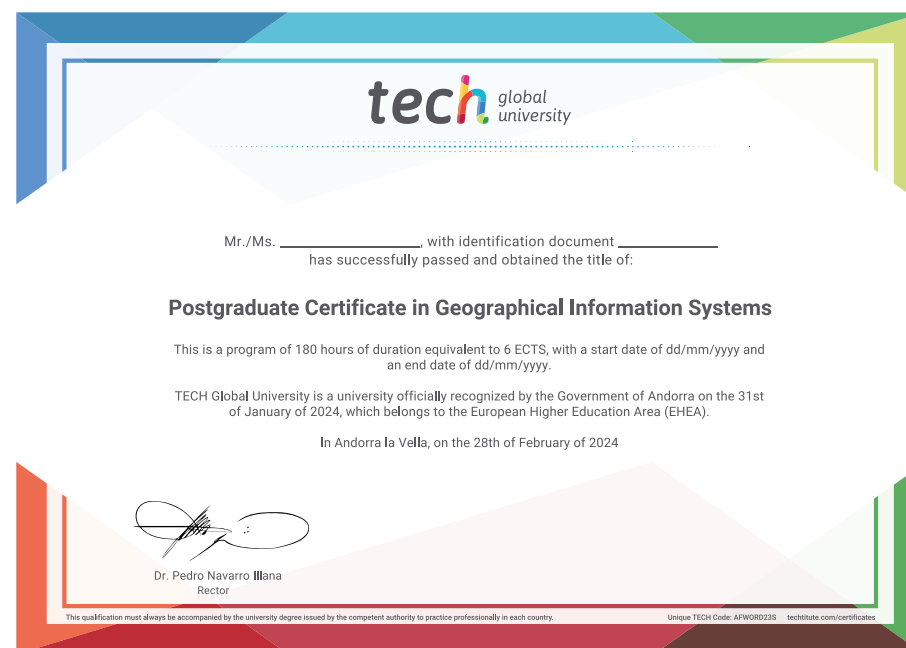 tech global
university
Mr./Ms. ____________________, with identification document ______________
has successfully passed and obtained the title of:
Postgraduate Certificate in Geographical Information Systems
This is a program of 180 hours of duration equivalent to 6 ECTS, with a start date of dd/mm/yyyy and
an end date of dd/mm/yyyy.
TECH Global University is a university officially recognized by the Government of Andorra on the 31st
of January of 2024, which belongs to the European Higher Education Area (EHEA).
In Andorra la Vella, on the 28th of February of 2024
Dr. Pedro Navarro Illana
Rector
This qualification must always be accompanied by the university degree issued by the competent authority to practice professionally in each country.
Unique TECH Code: AFWORD23S techtitute.com/certificates